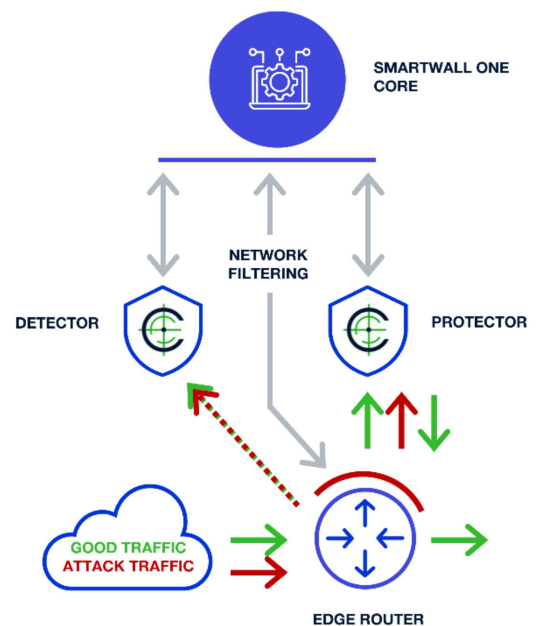 SMARTWALL ONE
CORE
NETWORK
FILTERING
DETECTOR
PROTECTOR
GOOD TRAFFIC
ATTACK TRAFFIC
EDGE ROUTER